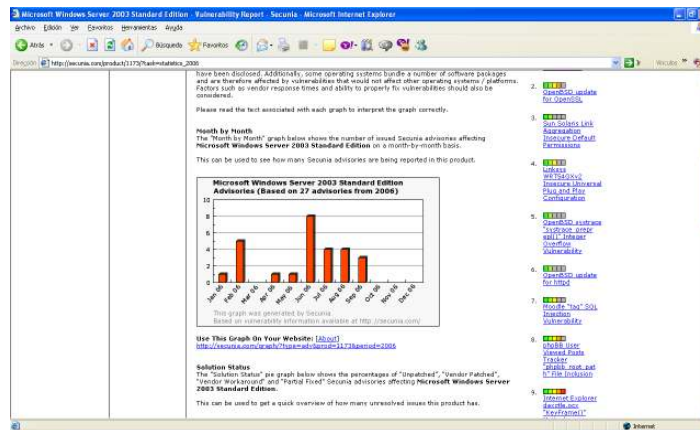 Microsoft Windows Server 2003 Standard Edition - Vulnerability Report - Secunia - Microsoft Internet Explorer
Archivo Edición Ver Favoritos Herramientas Ayuda
Atrás Búsqueda Favoritos
Dirección http://secunia.com/product/1173/?task=statistics_2006
Vínculos
have been disclosed. Additionally, some operating systems bundle a number of software packages
and are therefore affected by vulnerabilities that would not affect other operating systems / platforms.
Factors such as vendor response times and ability to properly fix vulnerabilities should also be
considered.
Please read the text associated with each graph to interpret the graph correctly.
Month by Month
The "Month by Month" graph below shows the number of issued Secunia advisories affecting
Microsoft Windows Server 2003 Standard Edition on a month-by-month basis.
This can be used to see how many Secunia advisories are being reported in this product.
Microsoft Windows Server 2003 Standard Edition
Advisories (Based on 27 advisories from 2006)
10
8
6
4
2
0
Jan 06 Feb 06 Mar 06 Apr 06 May 06 Jun 06 Jul 06 Aug 06 Sep 06 Oct 06 Nov 06 Dec 06
This graph was generated by Secunia
Based on vulnerability information available at http://secunia.com/
Use This Graph On Your Website: [About]
http://secunia.com/graph/?type=adv&prod=1173&period=2006
Solution Status
The "Solution Status" pie graph below shows the percentages of "Unpatched", "Vendor Patched",
"Vendor Workaround" and "Partial Fixed" Secunia advisories affecting Microsoft Windows Server
2003 Standard Edition.
This can be used to get a quick overview of how many unresolved issues this product has.
2.
OpenBSD update
for OpenSSL
3.
Sun Solaris Link
Aggregation
Insecure Default
Permissions
4.
Linksys
WRT54GXv2
Insecure Universal
Plug and Play
Configuration
5.
OpenBSD systrace
"systrace_prepr
epl()" Integer
Overflow
Vulnerability
6.
OpenBSD update
for httpd
7.
Moodle "tag" SQL
Injection
Vulnerability
8.
phpBB User
Viewed Posts
Tracker
"phpbb_root_pat
h" File Inclusion
9.
Internet Explorer
daxctle.ocx
"KeyFrame()"
Internet